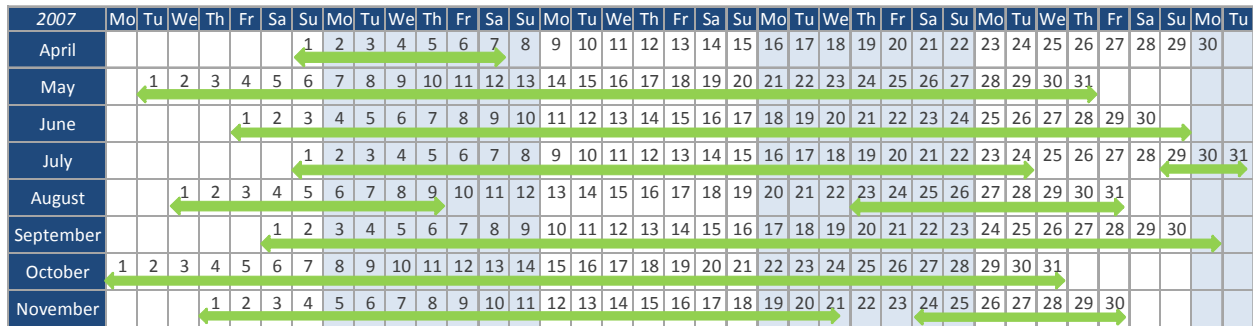 2007 Mo Tu We Th Fr Sa Su Mo Tu We Th Fr Sa Su Mo Tu We Th Fr Sa Su Mo Tu We Th Fr Sa Su Mo Tu We Th Fr Sa Su Mo Tu
April 1 2 3 4 5 6 7 8 9 10 11 12 13 14 15 16 17 18 19 20 21 22 23 24 25 26 27 28 29 30
May 1 2 3 4 5 6 7 8 9 10 11 12 13 14 15 16 17 18 19 20 21 22 23 24 25 26 27 28 29 30 31
June 1 2 3 4 5 6 7 8 9 10 11 12 13 14 15 16 17 18 19 20 21 22 23 24 25 26 27 28 29 30
July 1 2 3 4 5 6 7 8 9 10 11 12 13 14 15 16 17 18 19 20 21 22 23 24 25 26 27 28 29 30 31
August 1 2 3 4 5 6 7 8 9 10 11 12 13 14 15 16 17 18 19 20 21 22 23 24 25 26 27 28 29 30 31
September 1 2 3 4 5 6 7 8 9 10 11 12 13 14 15 16 17 18 19 20 21 22 23 24 25 26 27 28 29 30
October 1 2 3 4 5 6 7 8 9 10 11 12 13 14 15 16 17 18 19 20 21 22 23 24 25 26 27 28 29 30 31
November 1 2 3 4 5 6 7 8 9 10 11 12 13 14 15 16 17 18 19 20 21 22 23 24 25 26 27 28 29 30